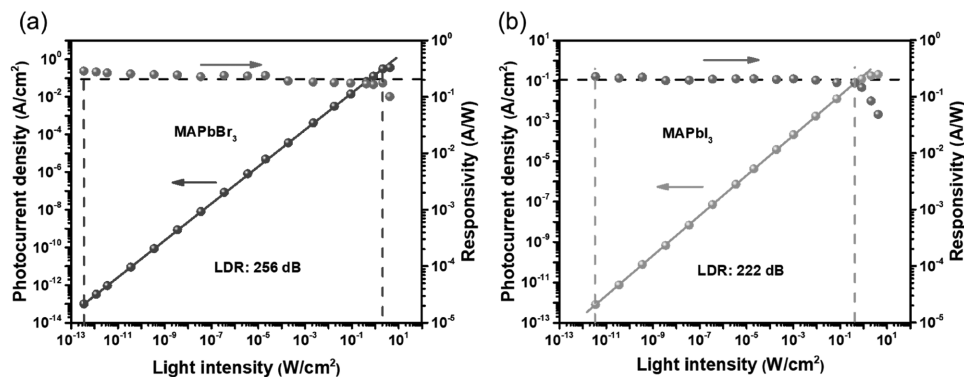 (a)
Photocurrent density (A/cm²)
10²
10⁰
10⁻²
10⁻⁴
10⁻⁶
10⁻⁸
10⁻¹⁰
10⁻¹²
10⁻¹⁴
MAPbBr₃
LDR: 256 dB
10⁰
10⁻¹
10⁻²
10⁻³
10⁻⁴
10⁻⁵
Responsivity (A/W)
10⁻¹³ 10⁻¹¹ 10⁻⁹ 10⁻⁷ 10⁻⁵ 10⁻³ 10⁻¹ 10¹
Light intensity (W/cm²)
(b)
Photocurrent density (A/cm²)
10¹
10⁻¹
10⁻³
10⁻⁵
10⁻⁷
10⁻⁹
10⁻¹¹
10⁻¹³
MAPbI₃
LDR: 222 dB
10⁰
10⁻¹
10⁻²
10⁻³
10⁻⁴
10⁻⁵
Responsivity (A/W)
10⁻¹³ 10⁻¹¹ 10⁻⁹ 10⁻⁷ 10⁻⁵ 10⁻³ 10⁻¹ 10¹
Light intensity (W/cm²)